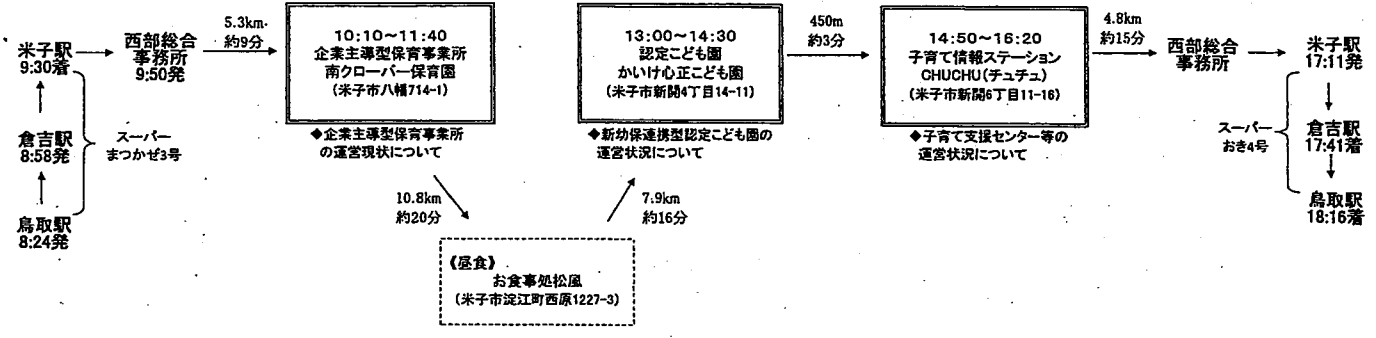 鳥取駅
8:24発
倉吉駅
8:58発
米子駅
9:30着
スーパー
まつかぜ3号
西部総合
事務所
9:50発
5.3km
約9分
10:10～11:40
企業主導型保育事業所
南クローバー保育園
(米子市八幡714-1)
◆企業主導型保育事業所
の運営現状について
10.8km
約20分
《昼食》
お食事処松風
(米子市淀江町西原1227-3)
7.9km
約16分
13:00～14:30
認定こども園
かいけ心正こども園
(米子市新開4丁目14-11)
◆新幼保連携型認定こども園の
運営状況について
450m
約3分
14:50～16:20
子育て情報ステーション
CHUCHU(チュチュ)
(米子市新開6丁目11-16)
◆子育て支援センター等の
運営状況について
4.8km
約15分
西部総合
事務所
米子駅
17:11発
スーパー
おき4号
倉吉駅
17:41着
鳥取駅
18:16着